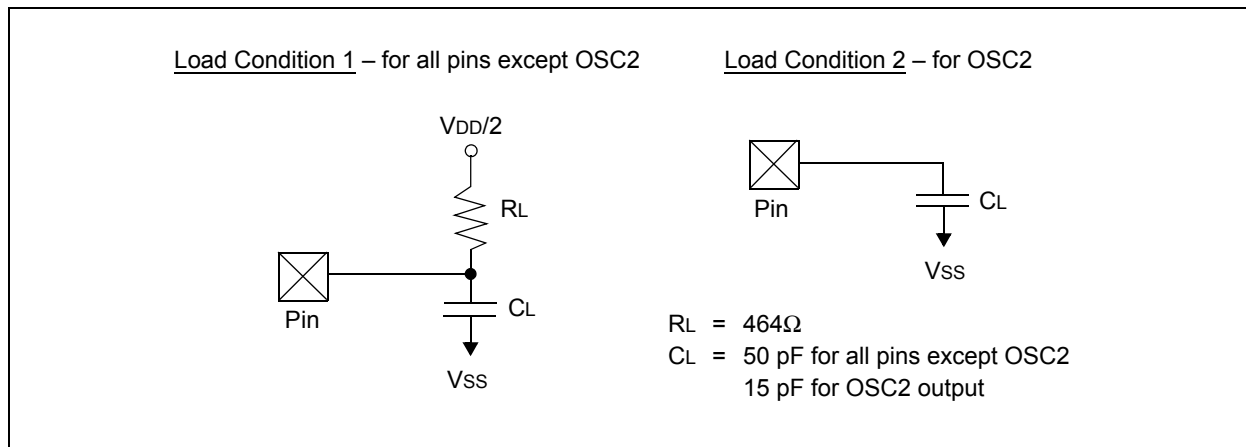 Load Condition 1 – for all pins except OSC2
VDD/2
RL
Pin
CL
VSS
Load Condition 2 – for OSC2
Pin
CL
VSS
RL = 464Ω
CL = 50 pF for all pins except OSC2
15 pF for OSC2 output